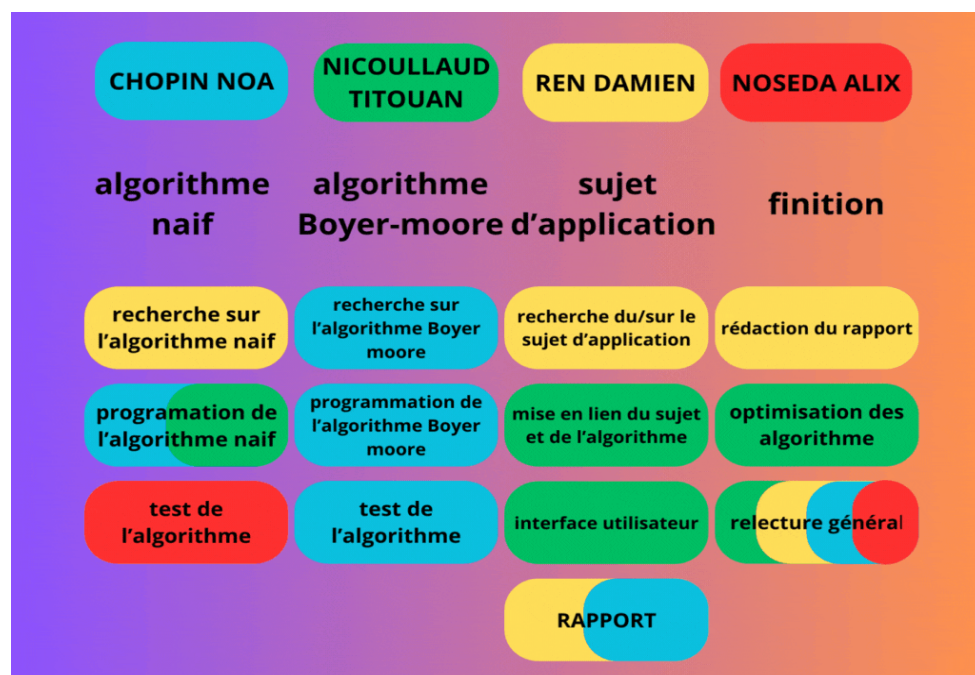 CHOPIN NOA
NICOULLAUD
TITOUAN
REN DAMIEN
NOSEDA ALIX
algorithme
naif
algorithme
Boyer-moore
sujet
d'application
finition
recherche sur
l'algorithme naif
recherche sur
l'algorithme Boyer
moore
recherche du/sur le
sujet d'application
rédaction du rapport
programation de
l'algorithme naif
programmation de
l'algorithme Boyer
moore
mise en lien du sujet
et de l'algorithme
optimisation des
algorithme
test de
l'algorithme
test de
l'algorithme
interface utilisateur
relecture général
RAPPORT